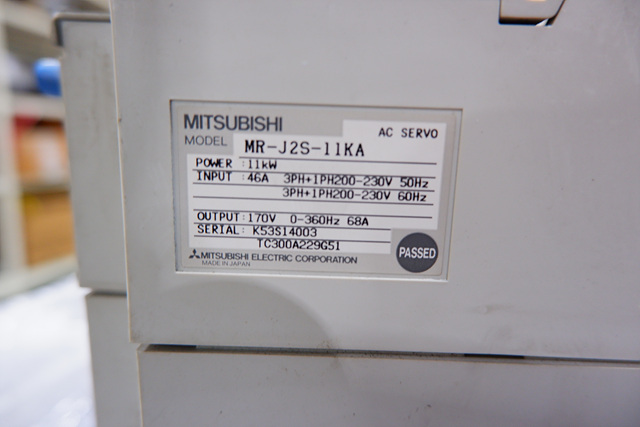 MITSUBISHI
AC SERVO
MODEL MR-J2S-11KA
POWER :11kW
INPUT :46A 3PH+1PH200-230V 50Hz
3PH+1PH200-230V 60Hz
OUTPUT:170V 0-360Hz 68A
SERIAL: K53S14003
TC300A229G51
PASSED
MITSUBISHI ELECTRIC CORPORATION
MADE IN JAPAN